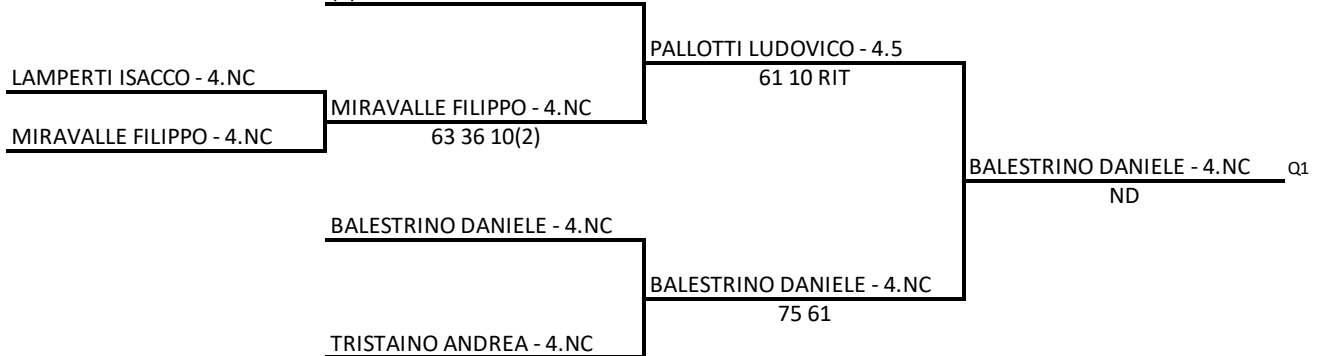 PALLOTTI LUDOVICO - 4.5
61 10 RIT
LAMPERTI ISACCO - 4.NC
MIRAVALLE FILIPPO - 4.NC
63 36 10(2)
MIRAVALLE FILIPPO - 4.NC
BALESTRINO DANIELE - 4.NC Q1
ND
BALESTRINO DANIELE - 4.NC
BALESTRINO DANIELE - 4.NC
75 61
TRISTAINO ANDREA - 4.NC